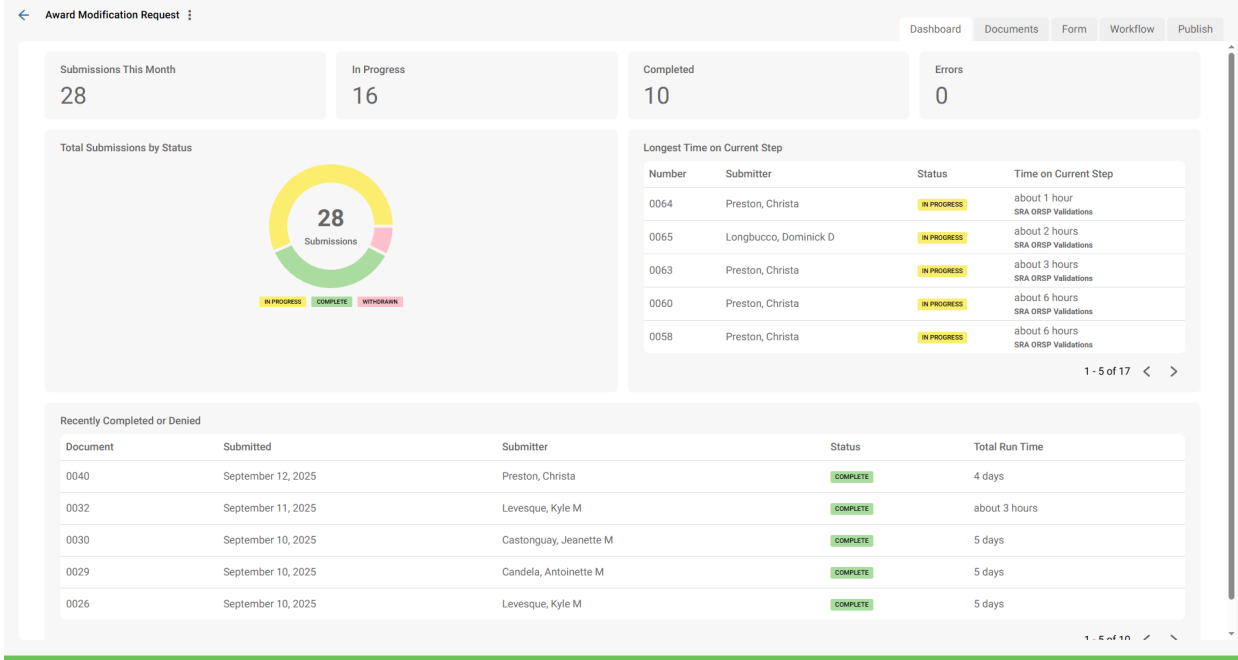 Award Modification Request
Dashboard Documents Form Workflow Publish
Submissions This Month In Progress Completed Errors
28 16 10 0
Total Submissions by Status
28
Submissions
IN PROGRESS COMPLETE WITHDRAWN
Longest Time on Current Step
Number Submitter Status Time on Current Step
0064 Preston, Christa IN PROGRESS about 1 hour
SRA ORSP Validations
0065 Longbucco, Dominick D IN PROGRESS about 2 hours
SRA ORSP Validations
0063 Preston, Christa IN PROGRESS about 3 hours
SRA ORSP Validations
0060 Preston, Christa IN PROGRESS about 6 hours
SRA ORSP Validations
0058 Preston, Christa IN PROGRESS about 6 hours
SRA ORSP Validations
1 - 5 of 17
Recently Completed or Denied
Document Submitted Submitter Status Total Run Time
0040 September 12, 2025 Preston, Christa COMPLETE 4 days
0032 September 11, 2025 Levesque, Kyle M COMPLETE about 3 hours
0030 September 10, 2025 Castonguay, Jeanette M COMPLETE 5 days
0029 September 10, 2025 Candela, Antoinette M COMPLETE 5 days
0026 September 10, 2025 Levesque, Kyle M COMPLETE 5 days
1 - 5 of 10